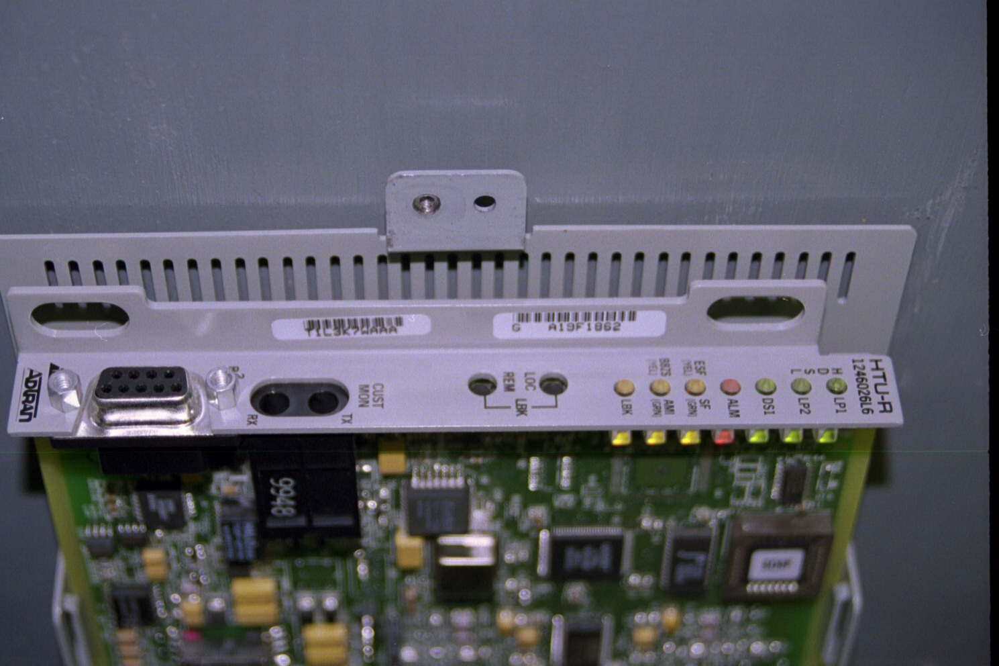 T1L3K7WAAA
G A19F1862
ADTRAN
P2
RX
TX
CUST
MON
REM
LOC
LBK
B8ZS
(YEL)
ESF
(YEL)
H
D
S
L
LBK
AMI
(GRN)
SF
(GRN)
ALM
DS1
LP2
LP1
HTU-R
1246026L6
9948